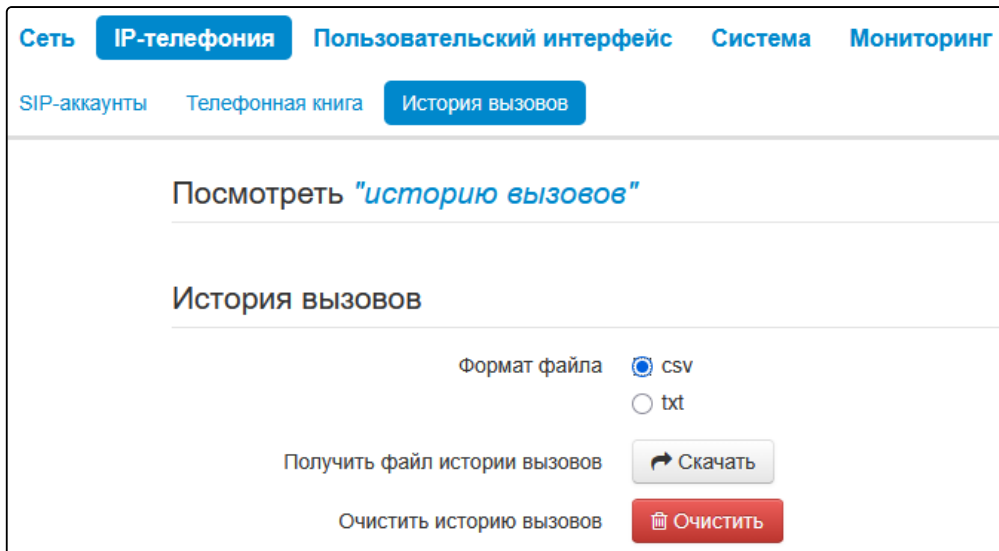 Сеть IP-телефония Пользовательский интерфейс Система Мониторинг
SIP-аккаунты Телефонная книга История вызовов
Посмотреть "историю вызовов"
История вызовов
Формат файла csv
txt
Получить файл истории вызовов Скачать
Очистить историю вызовов Очистить